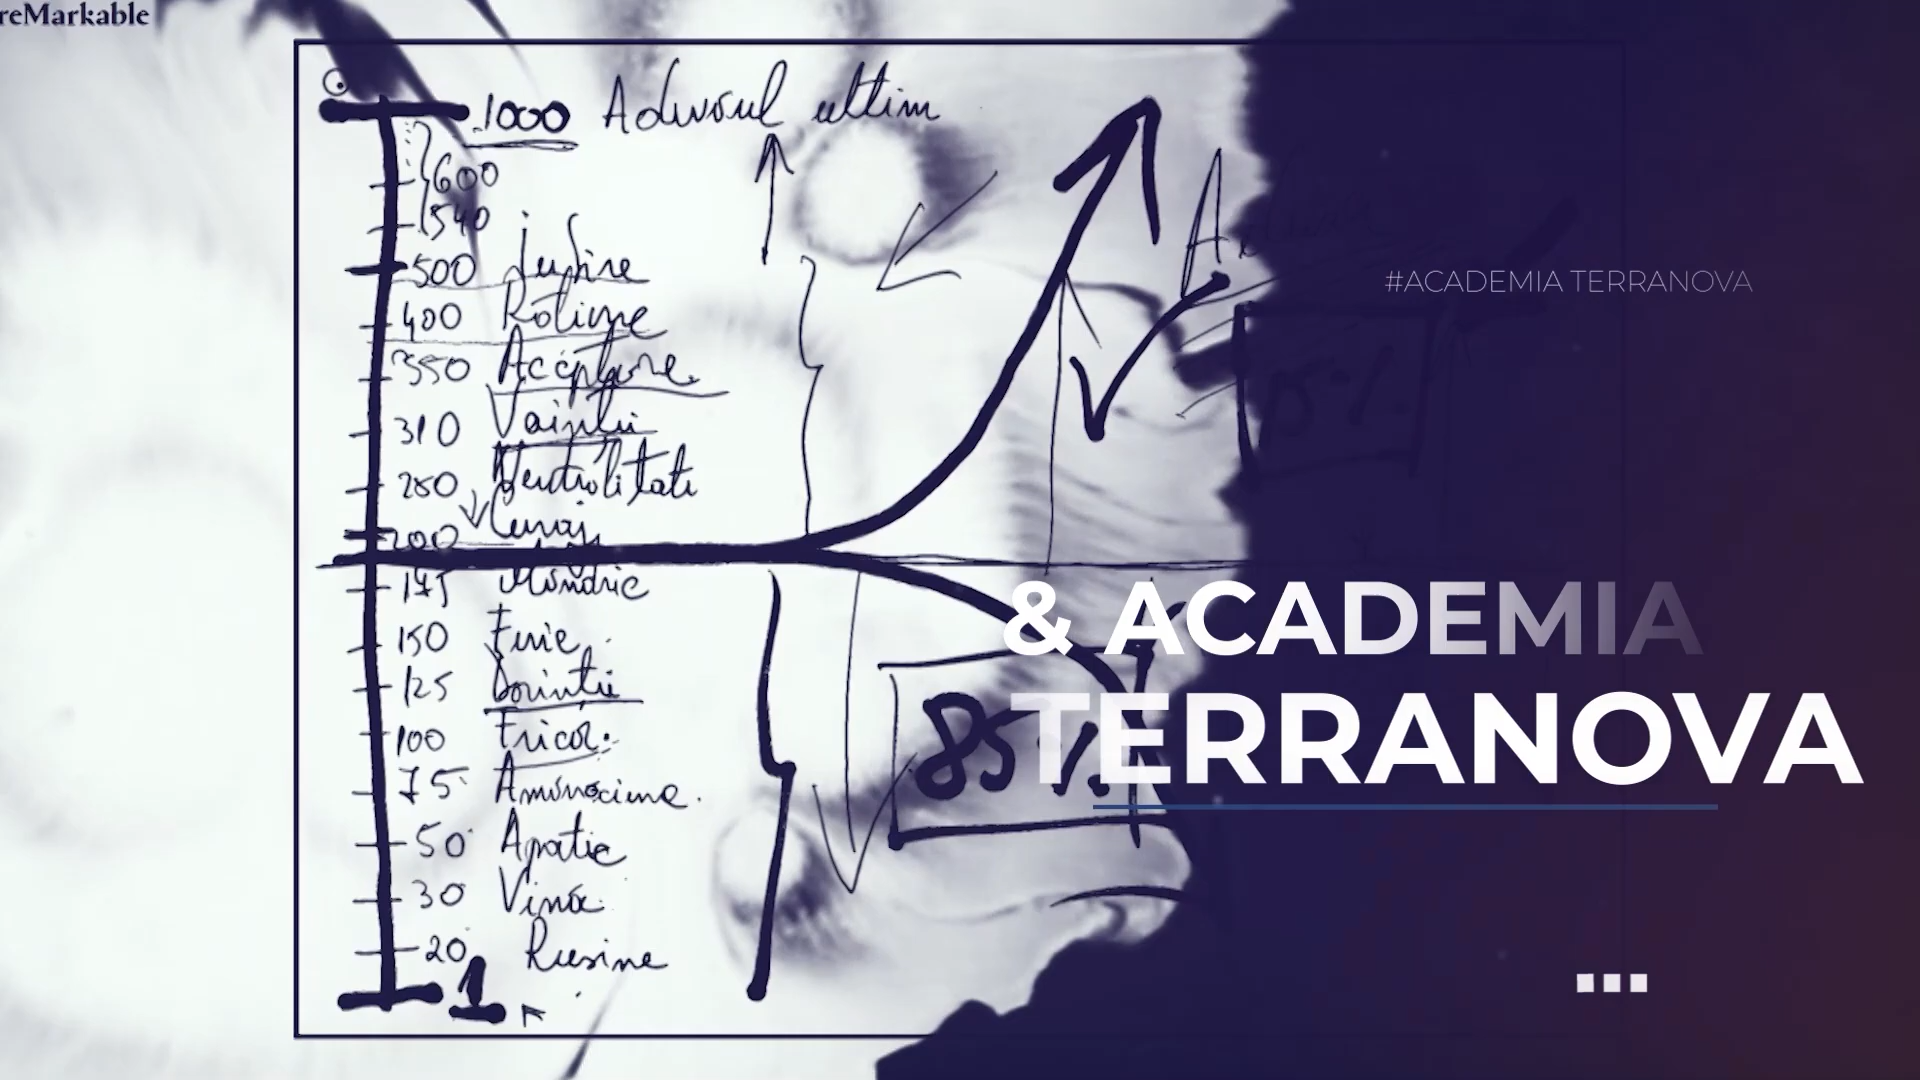 reMarkable
1000 Adevărul ultim
600
540
500 Iubire
400 Rațiune
350 Acceptare
310 Voință
250 Neutralitate
200 Curaj
175 Mândrie
150 Furie
125 Dorință
100 Frică
75
50 Apatie
30 Vină
20 Rușine
1
85%
85%
#ACADEMIA TERRANOVA
& ACADEMIA
TERRANOVA